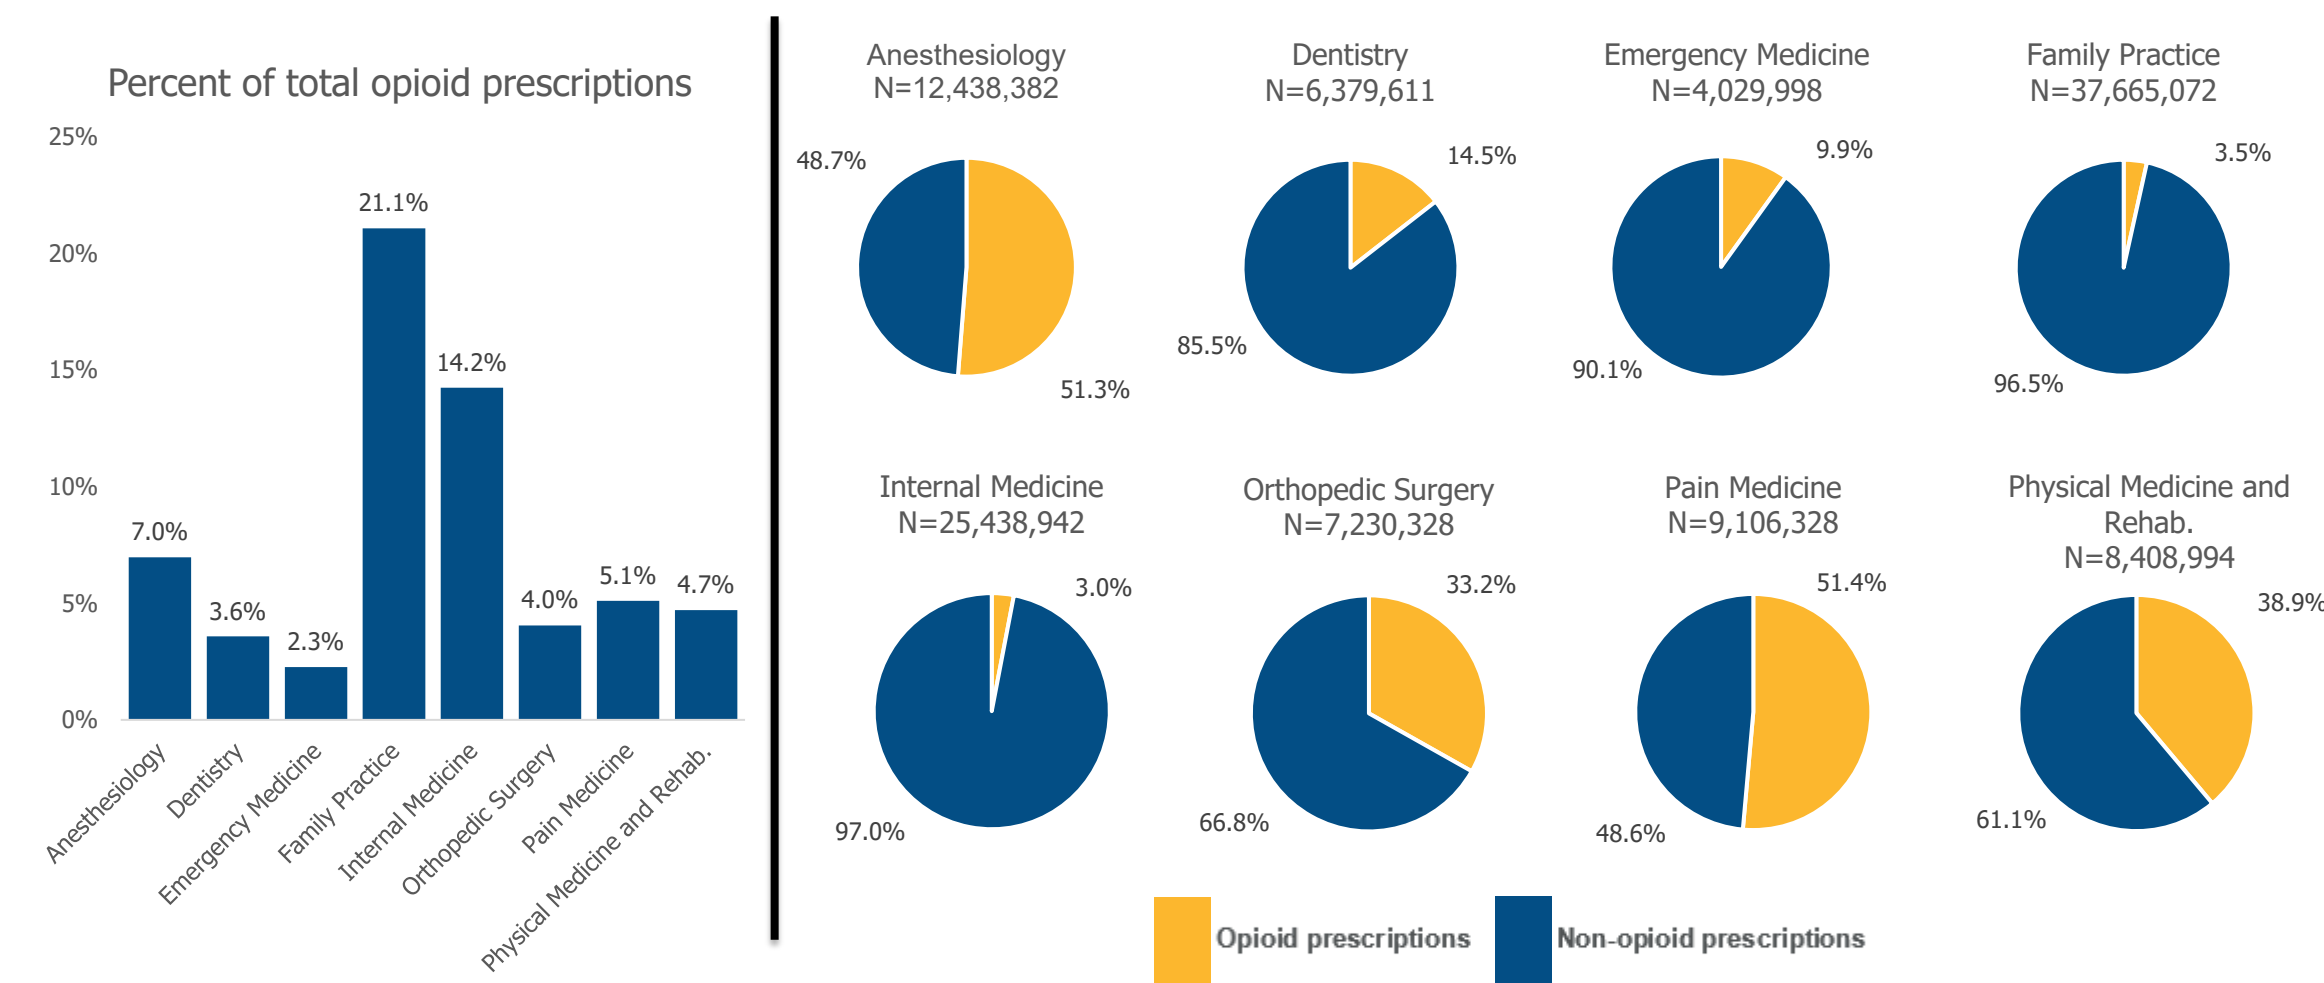 Percent of total opioid prescriptions
25%
20%
15%
10%
5%
0%
7.0%
3.6%
2.3%
21.1%
14.2%
4.0%
5.1%
4.7%
Anesthesiology
Dentistry
Emergency Medicine
Family Practice
Internal Medicine
Orthopedic Surgery
Pain Medicine
Physical Medicine and Rehab.
Anesthesiology
N=12,438,382
48.7%
51.3%
Dentistry
N=6,379,611
14.5%
85.5%
Emergency Medicine
N=4,029,998
9.9%
90.1%
Family Practice
N=37,665,072
3.5%
96.5%
Internal Medicine
N=25,438,942
3.0%
97.0%
Orthopedic Surgery
N=7,230,328
33.2%
66.8%
Pain Medicine
N=9,106,328
51.4%
48.6%
Physical Medicine and
Rehab.
N=8,408,994
38.9%
61.1%
Opioid prescriptions
Non-opioid prescriptions